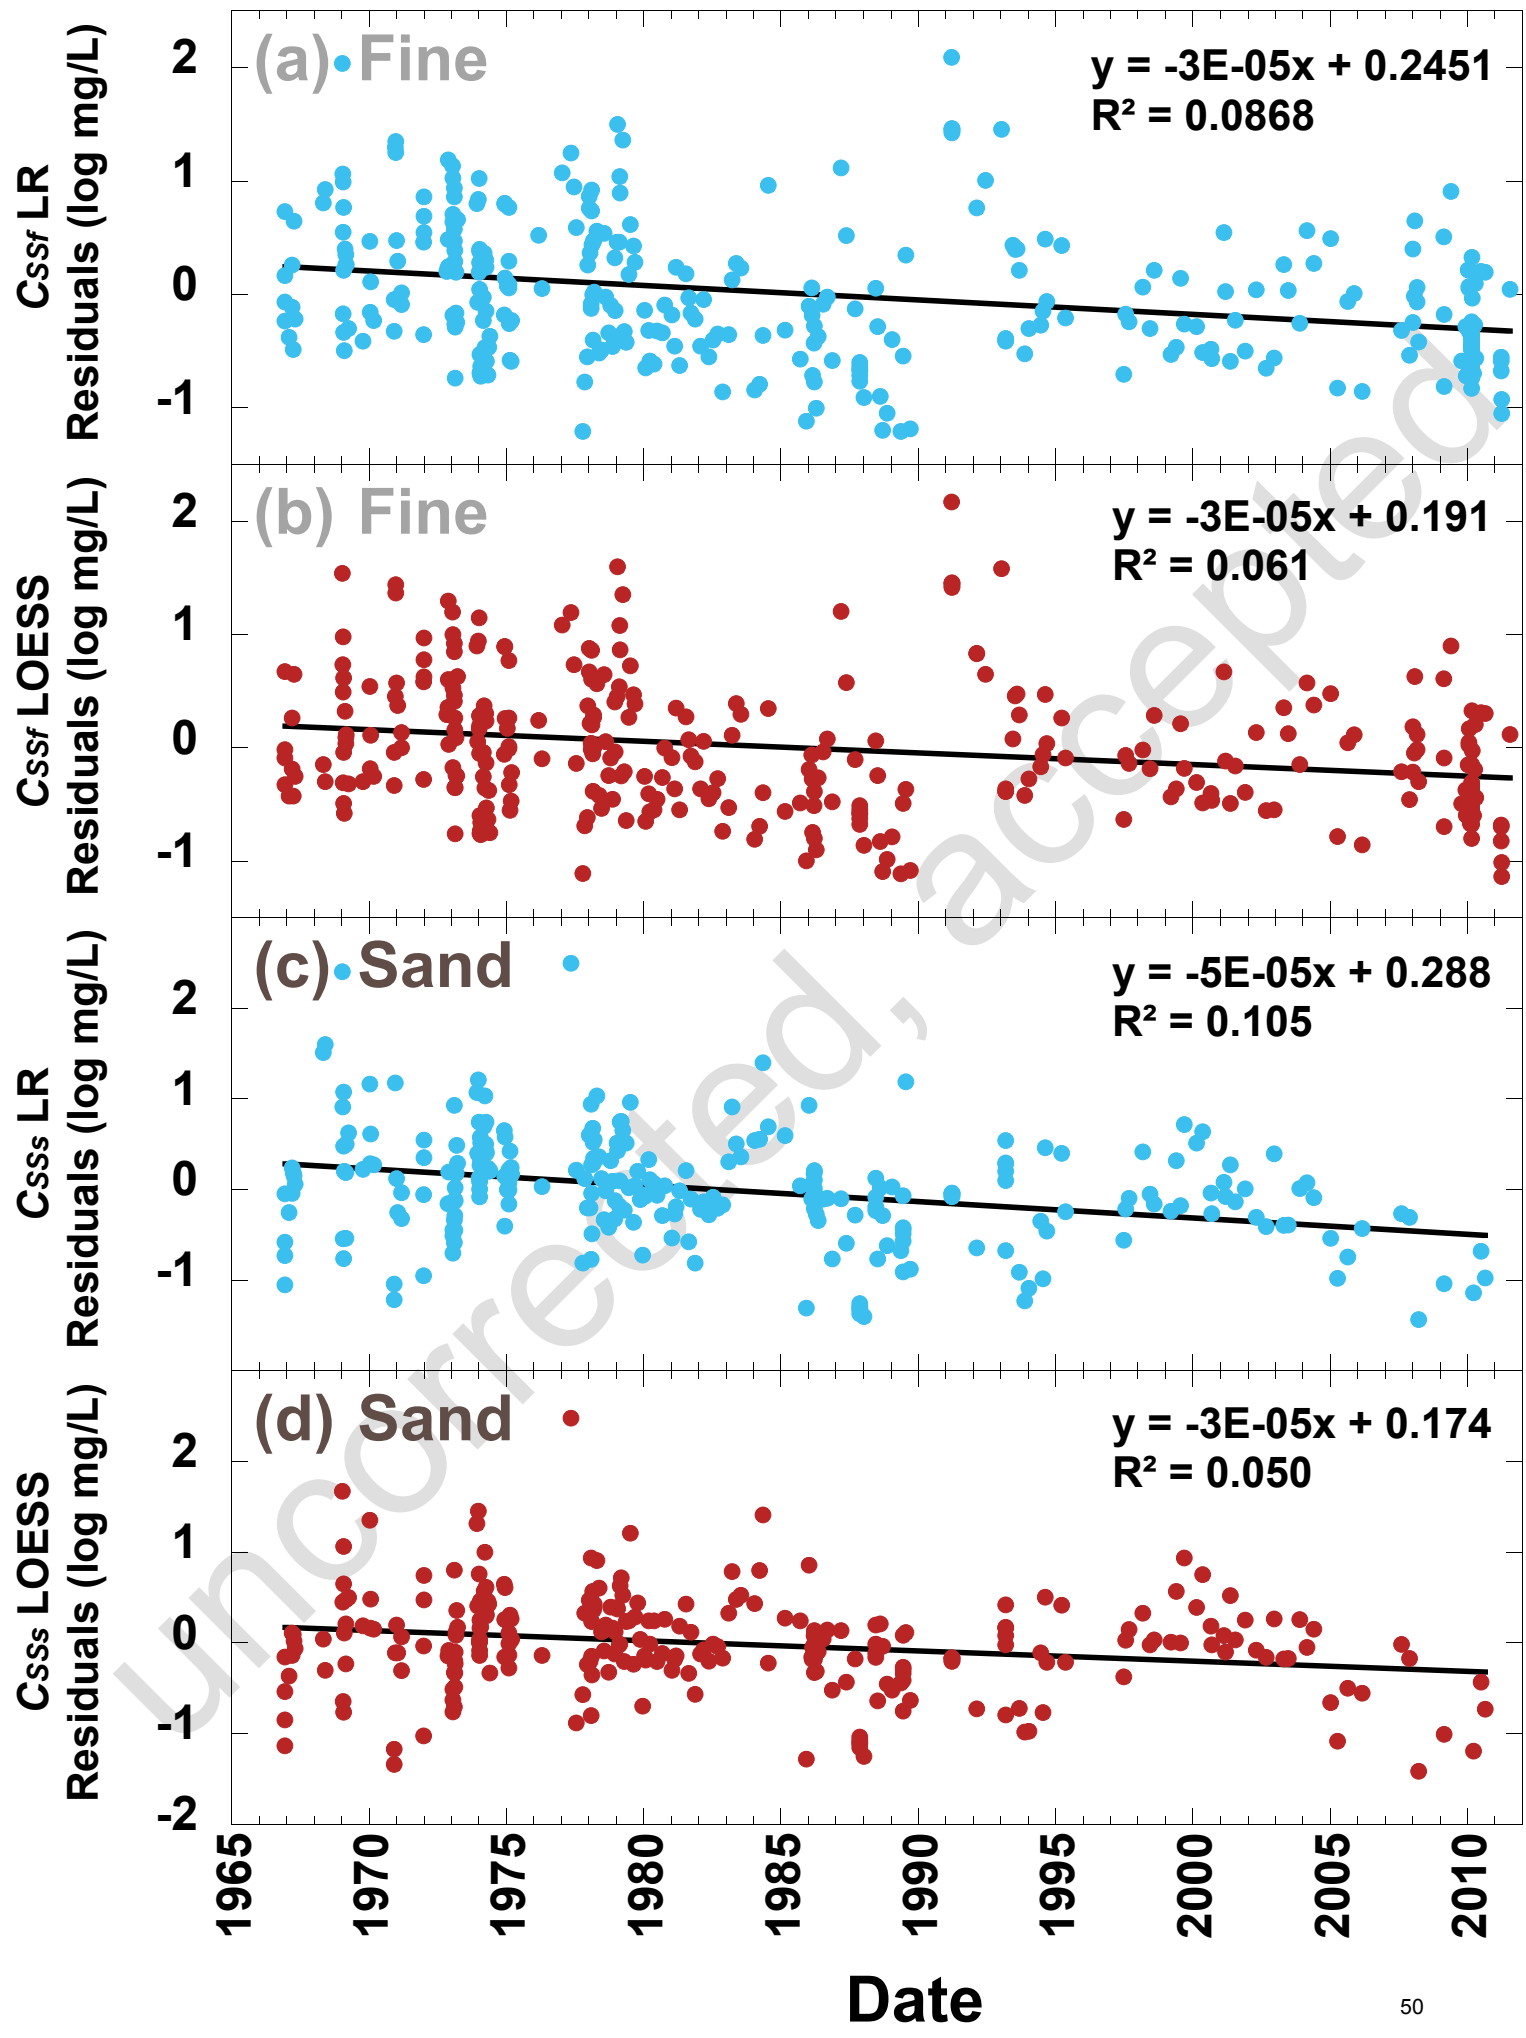 (a) Fine
y = -3E-05x + 0.2451
R² = 0.0868
CSSf LR
Residuals (log mg/L)
2
1
0
-1
(b) Fine
y = -3E-05x + 0.191
R² = 0.061
CSSf LOESS
Residuals (log mg/L)
2
1
0
-1
(c) Sand
y = -5E-05x + 0.288
R² = 0.105
CSSs LR
Residuals (log mg/L)
2
1
0
-1
(d) Sand
y = -3E-05x + 0.174
R² = 0.050
CSSs LOESS
Residuals (log mg/L)
2
1
0
-1
-2
1965
1970
1975
1980
1985
1990
1995
2000
2005
2010
Date
50
uncorrected, accepted